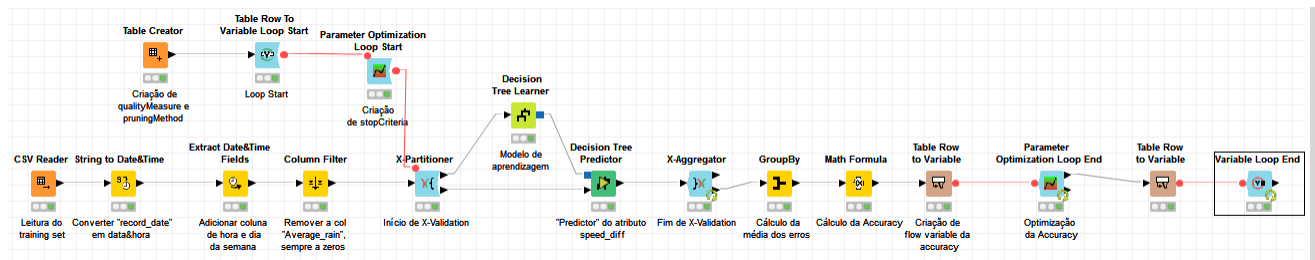 Table Creator
Criação de
qualityMeasure e
pruningMethod
Table Row To
Variable Loop Start
Loop Start
Parameter Optimization
Loop Start
Criação
de stopCriteria
Decision
Tree Learner
Modelo de
aprendizagem
CSV Reader
Leitura do
training set
String to Date&Time
Converter "record_date"
em data&hora
Extract Date&Time
Fields
Adicionar coluna
de hora e dia
da semana
Column Filter
Remover a col
"Average_rain",
sempre a zeros
X-Partitioner
Início de X-Validation
Decision Tree
Predictor
"Predictor" do atributo
speed_diff
X-Aggregator
Fim de X-Validation
GroupBy
Cálculo da
média dos erros
Math Formula
Cálculo da Accuracy
Table Row
to Variable
Criação de
flow variable da
accuracy
Parameter
Optimization Loop End
Optimização
da Accuracy
Table Row
to Variable
Variable Loop End